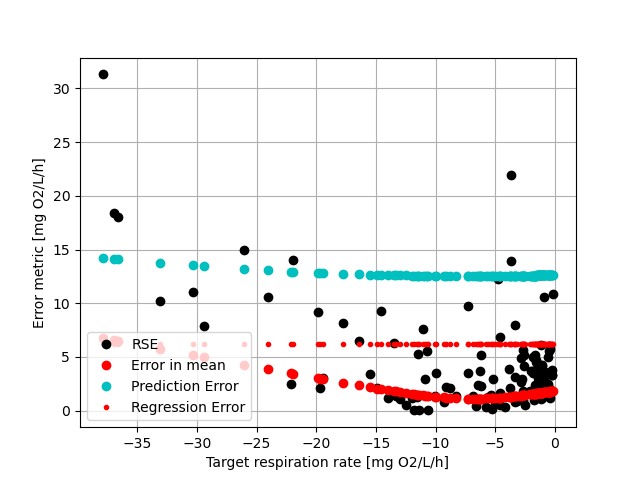 30
25
20
15
10
5
0
Error metric [mg O2/L/h]
RSE
Error in mean
Prediction Error
Regression Error
−35 −30 −25 −20 −15 −10 −5 0
Target respiration rate [mg O2/L/h]